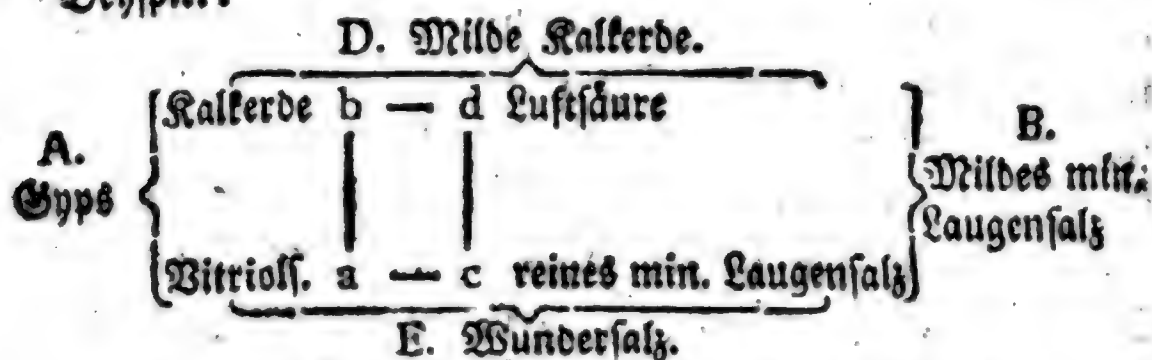 D. Milde Kalkerde.
Kalkerde b — d Luftsäure
A.
Gyps
B.
Mildes min.
Laugensalz
Vitriols. a — c reines min. Laugensalz
E. Wundersalz.